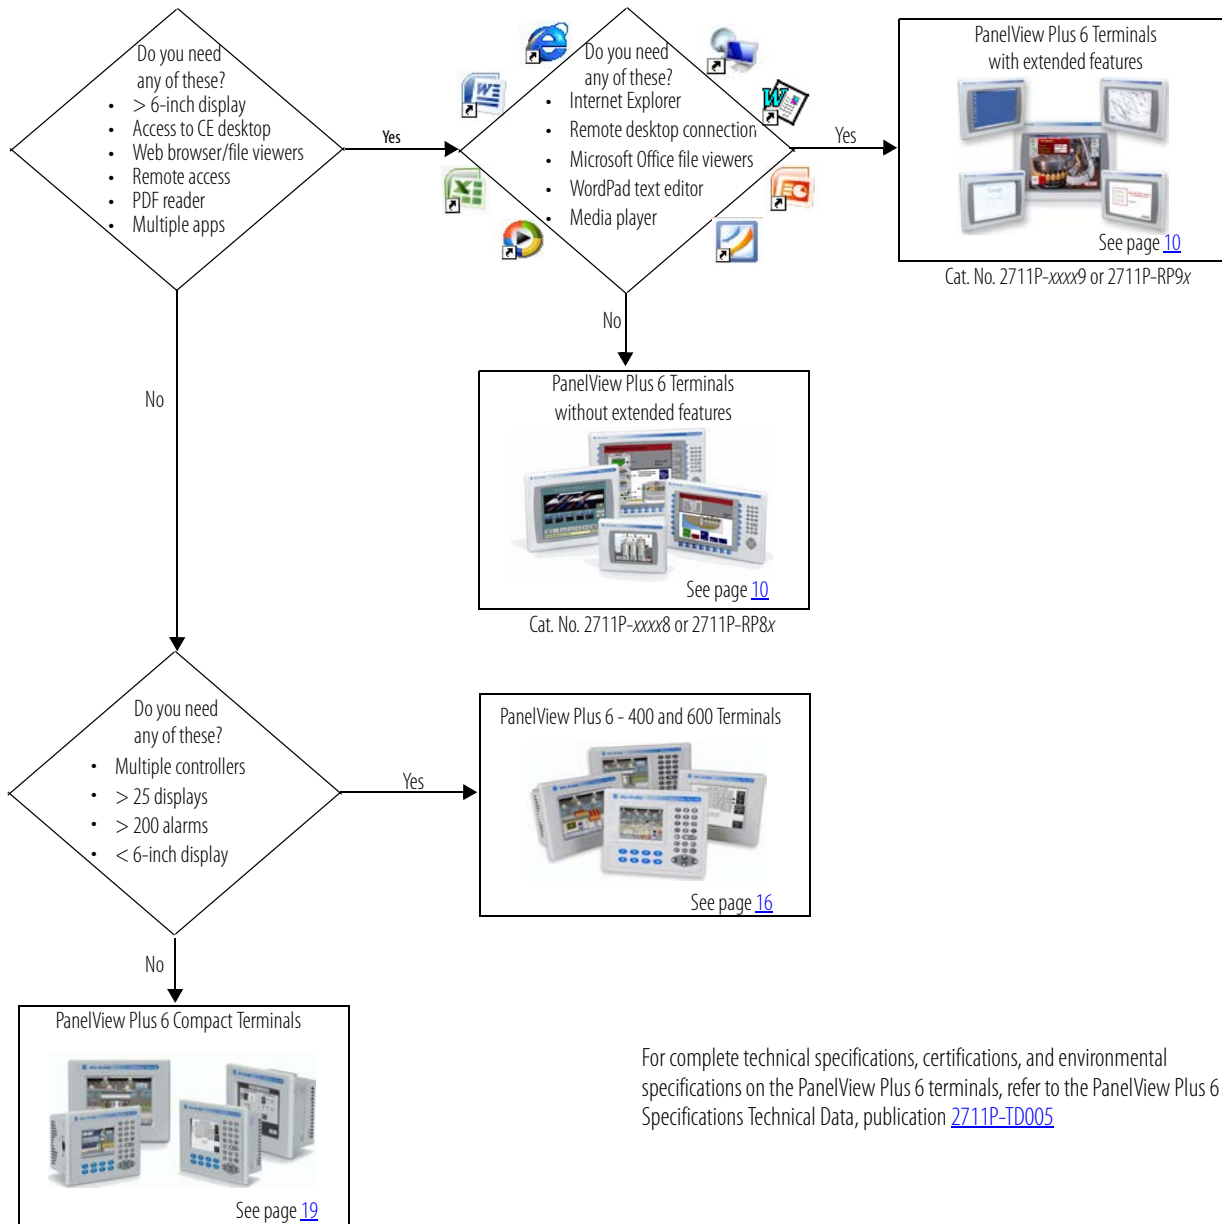 Do you need
any of these?
• > 6-inch display
• Access to CE desktop
• Web browser/file viewers
• Remote access
• PDF reader
• Multiple apps
Yes
Do you need
any of these?
• Internet Explorer
• Remote desktop connection
• Microsoft Office file viewers
• WordPad text editor
• Media player
Yes
PanelView Plus 6 Terminals
with extended features
See page 10
Cat. No. 2711P-xxxx9 or 2711P-RP9x
No
No
PanelView Plus 6 Terminals
without extended features
See page 10
Cat. No. 2711P-xxxx8 or 2711P-RP8x
Do you need
any of these?
• Multiple controllers
• > 25 displays
• > 200 alarms
• < 6-inch display
Yes
PanelView Plus 6 - 400 and 600 Terminals
See page 16
No
PanelView Plus 6 Compact Terminals
See page 19
For complete technical specifications, certifications, and environmental
specifications on the PanelView Plus 6 terminals, refer to the PanelView Plus 6
Specifications Technical Data, publication 2711P-TD005